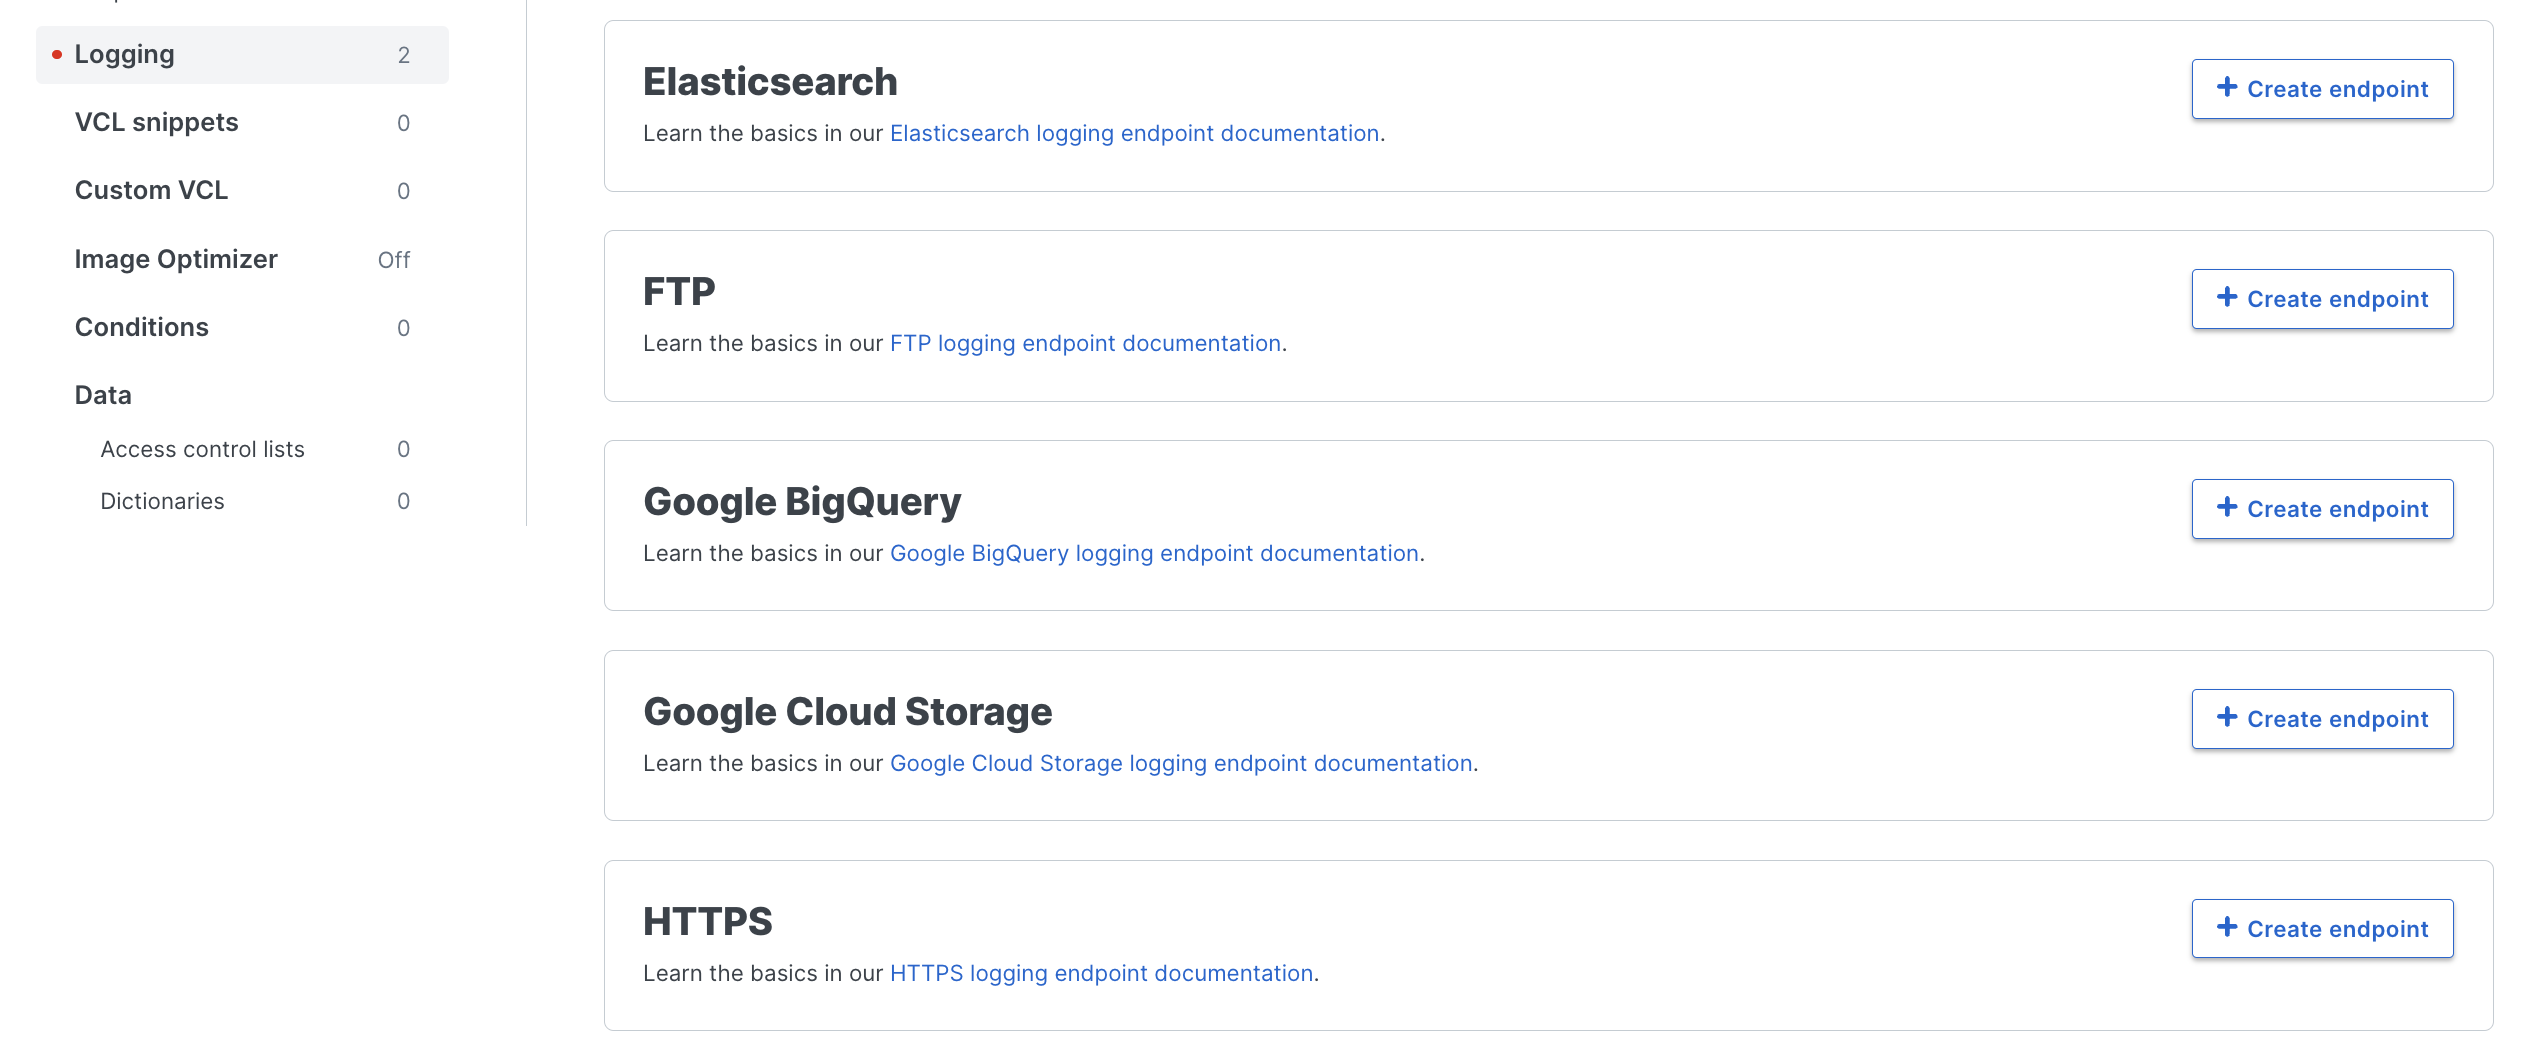 Logging 2
VCL snippets 0
Custom VCL 0
Image Optimizer Off
Conditions 0
Data
Access control lists 0
Dictionaries 0
Elasticsearch
Learn the basics in our Elasticsearch logging endpoint documentation.
+ Create endpoint
FTP
Learn the basics in our FTP logging endpoint documentation.
+ Create endpoint
Google BigQuery
Learn the basics in our Google BigQuery logging endpoint documentation.
+ Create endpoint
Google Cloud Storage
Learn the basics in our Google Cloud Storage logging endpoint documentation.
+ Create endpoint
HTTPS
Learn the basics in our HTTPS logging endpoint documentation.
+ Create endpoint